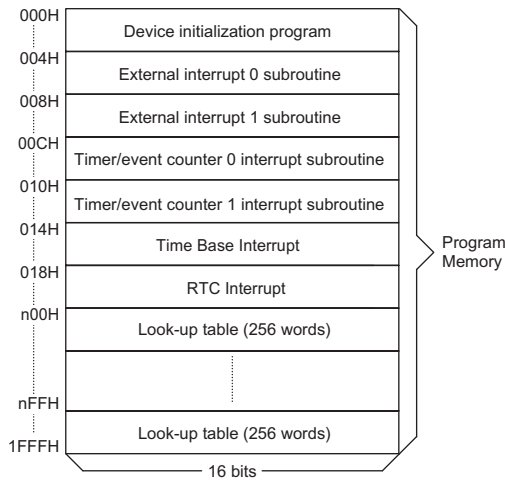 000H
Device initialization program
004H
External interrupt 0 subroutine
008H
External interrupt 1 subroutine
00CH
Timer/event counter 0 interrupt subroutine
010H
Timer/event counter 1 interrupt subroutine
014H
Time Base Interrupt
018H
RTC Interrupt
n00H
Look-up table (256 words)
nFFH
Look-up table (256 words)
1FFFH
16 bits
Program
Memory